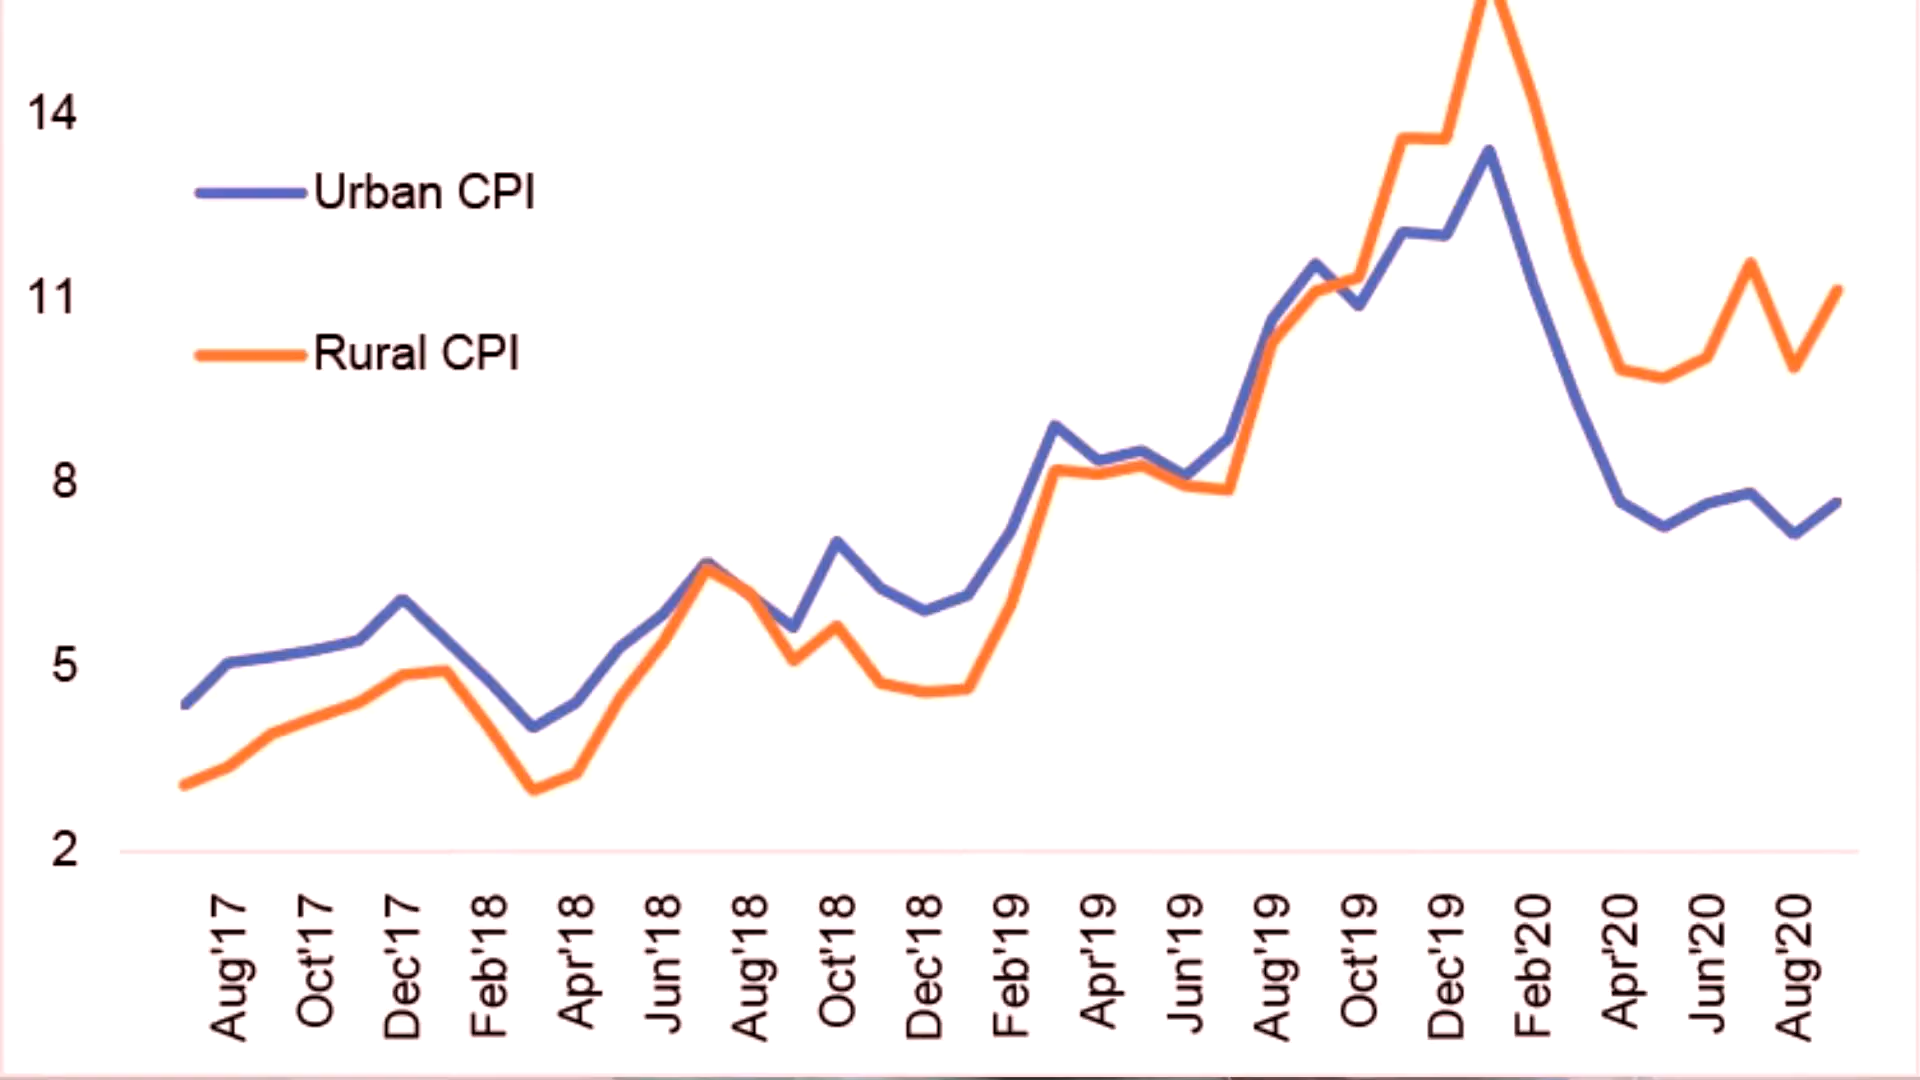 14
Urban CPI
11
Rural CPI
8
5
2
Aug'17
Oct'17
Dec'17
Feb'18
Apr'18
Jun'18
Aug'18
Oct'18
Dec'18
Feb'19
Apr'19
Jun'19
Aug'19
Oct'19
Dec'19
Feb'20
Apr'20
Jun'20
Aug'20